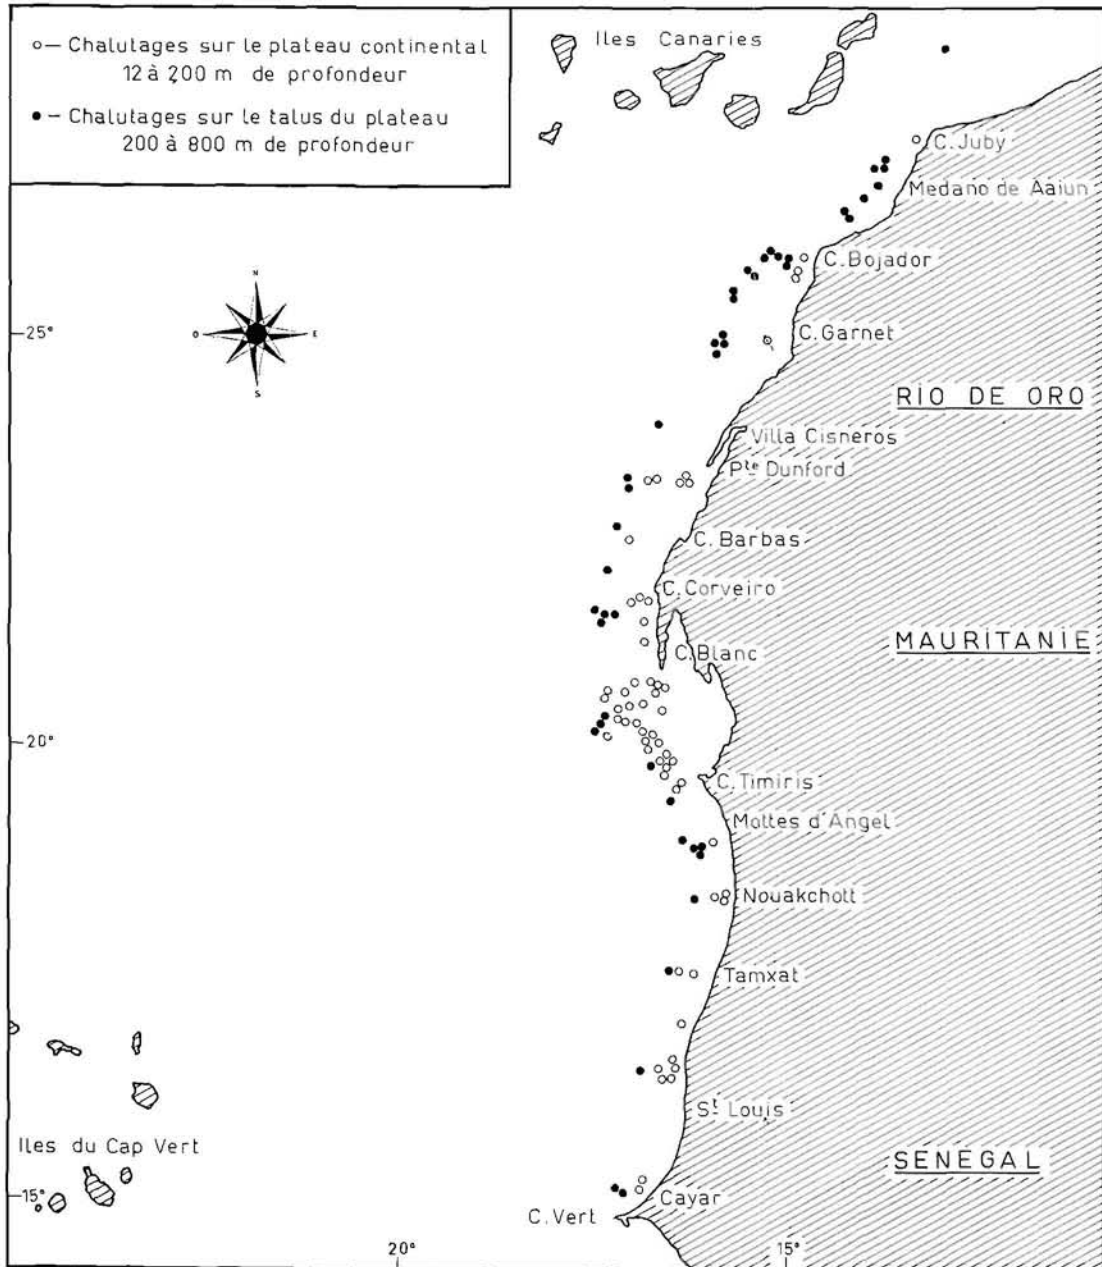 o — Chalutages sur le plateau continental
12 à 200 m de profondeur
● — Chalutages sur le talus du plateau
200 à 800 m de profondeur
Iles Canaries
C. Juby
Medano de Aaiun
C. Bojador
N
O
E
S
25°
C. Garnet
RIO DE ORO
Villa Cisneros
Pte Dunford
C. Barbas
C. Corveiro
MAURITANIE
C. Blanc
20°
C. Timiris
Mottes d'Angel
Nouakchott
Tamxat
St Louis
Iles du Cap Vert
SENEGAL
15°
Cayar
C. Vert
20°
15°